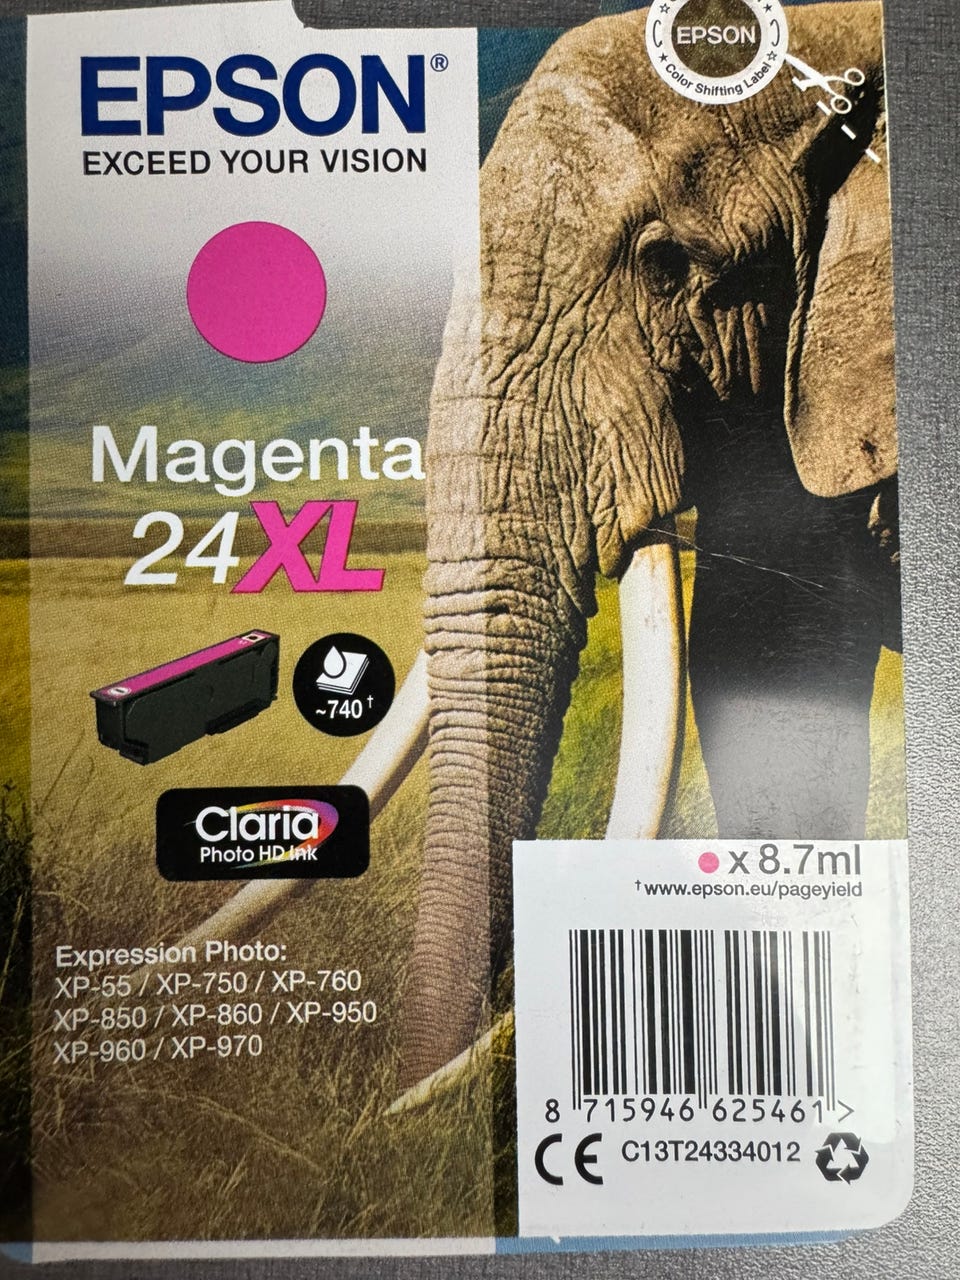 EPSON®
EXCEED YOUR VISION
EPSON
Color Shifting Label
Magenta
24XL
~740†
Claria
Photo HD Ink
Expression Photo:
XP-55 / XP-750 / XP-760
XP-850 / XP-860 / XP-950
XP-960 / XP-970
x 8.7ml
†www.epson.eu/pageyield
8 715946 625461 >
CE C13T24334012